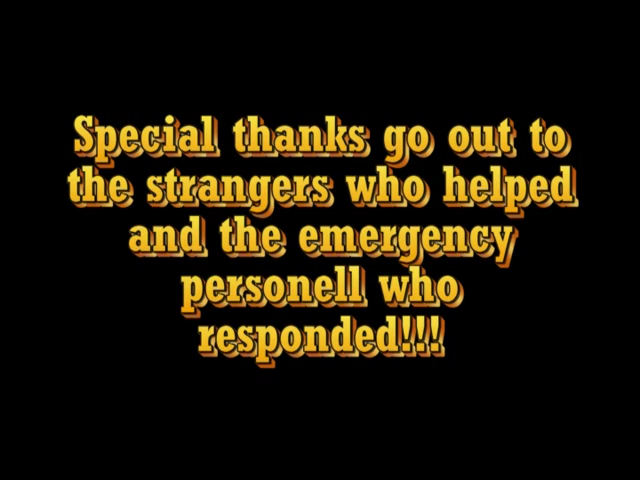 Special thanks go out to
the strangers who helped
and the emergency
personell who
responded!!!